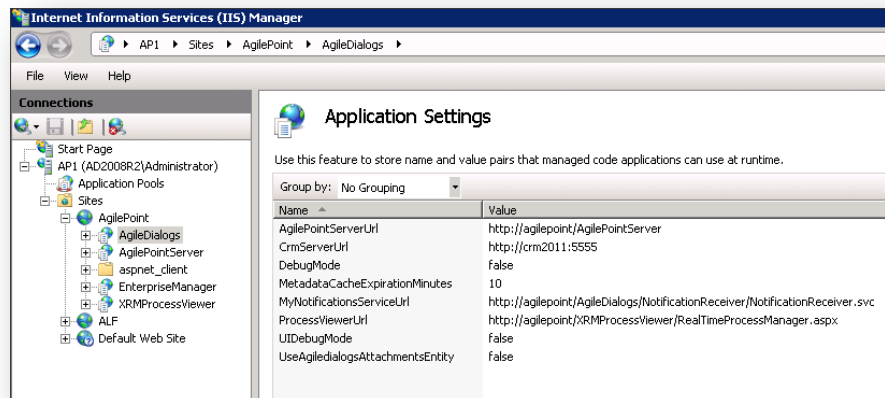 Internet Information Services (IIS) Manager
AP1 Sites AgilePoint AgileDialogs
File View Help
Connections
Start Page
AP1 (AD2008R2\Administrator)
Application Pools
Sites
AgilePoint
AgileDialogs
AgilePointServer
aspnet_client
EnterpriseManager
XRMProcessViewer
ALF
Default Web Site
Application Settings
Use this feature to store name and value pairs that managed code applications can use at runtime.
Group by: No Grouping
Name Value
AgilePointServerUrl http://agilepoint/AgilePointServer
CrmServerUrl http://crm2011:5555
DebugMode false
MetadataCacheExpirationMinutes 10
MyNotificationsServiceUrl http://agilepoint/AgileDialogs/NotificationReceiver/NotificationReceiver.svc
ProcessViewerUrl http://agilepoint/XRMProcessViewer/RealTimeProcessManager.aspx
UIDebugMode false
UseAgiledialogsAttachmentsEntity false